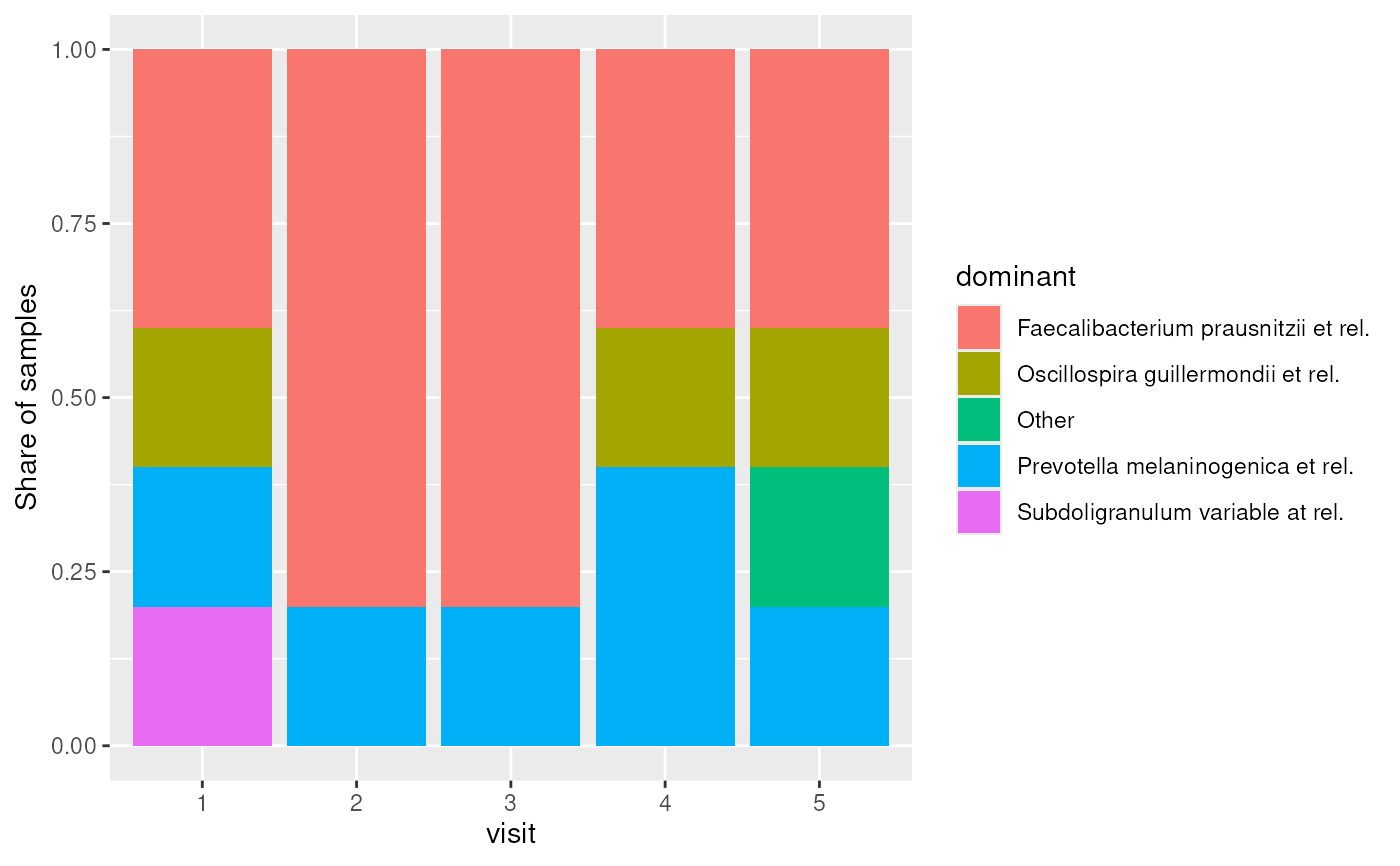 Share of samples
1.00
0.75
0.50
0.25
0.00
1 2 3 4 5
visit
dominant
Faecalibacterium prausnitzii et rel.
Oscillospira guillermondii et rel.
Other
Prevotella melaninogenica et rel.
Subdoligranulum variable at rel.